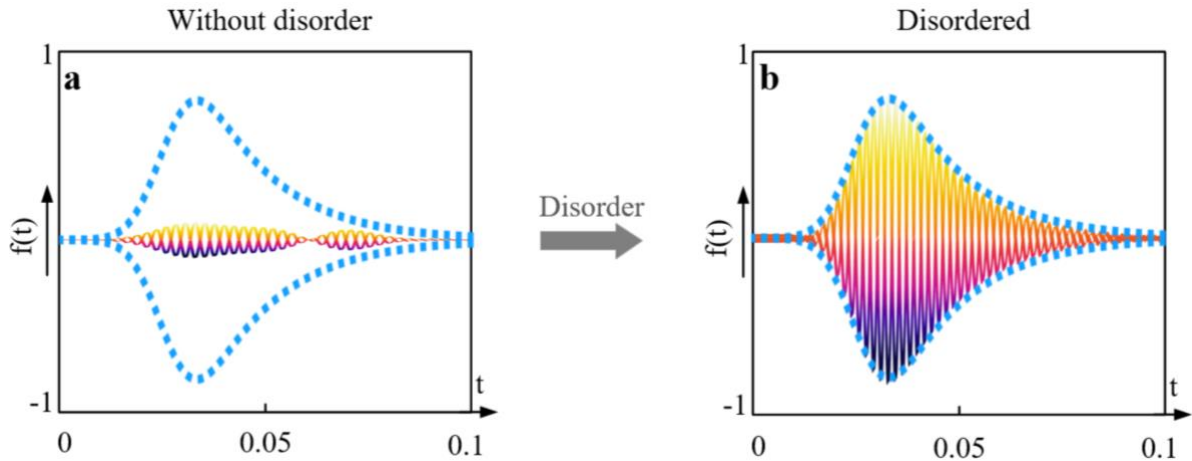 Without disorder
Disordered
1
a
f(t)
-1
t
0
0.05
0.1
Disorder
1
b
f(t)
-1
t
0
0.05
0.1